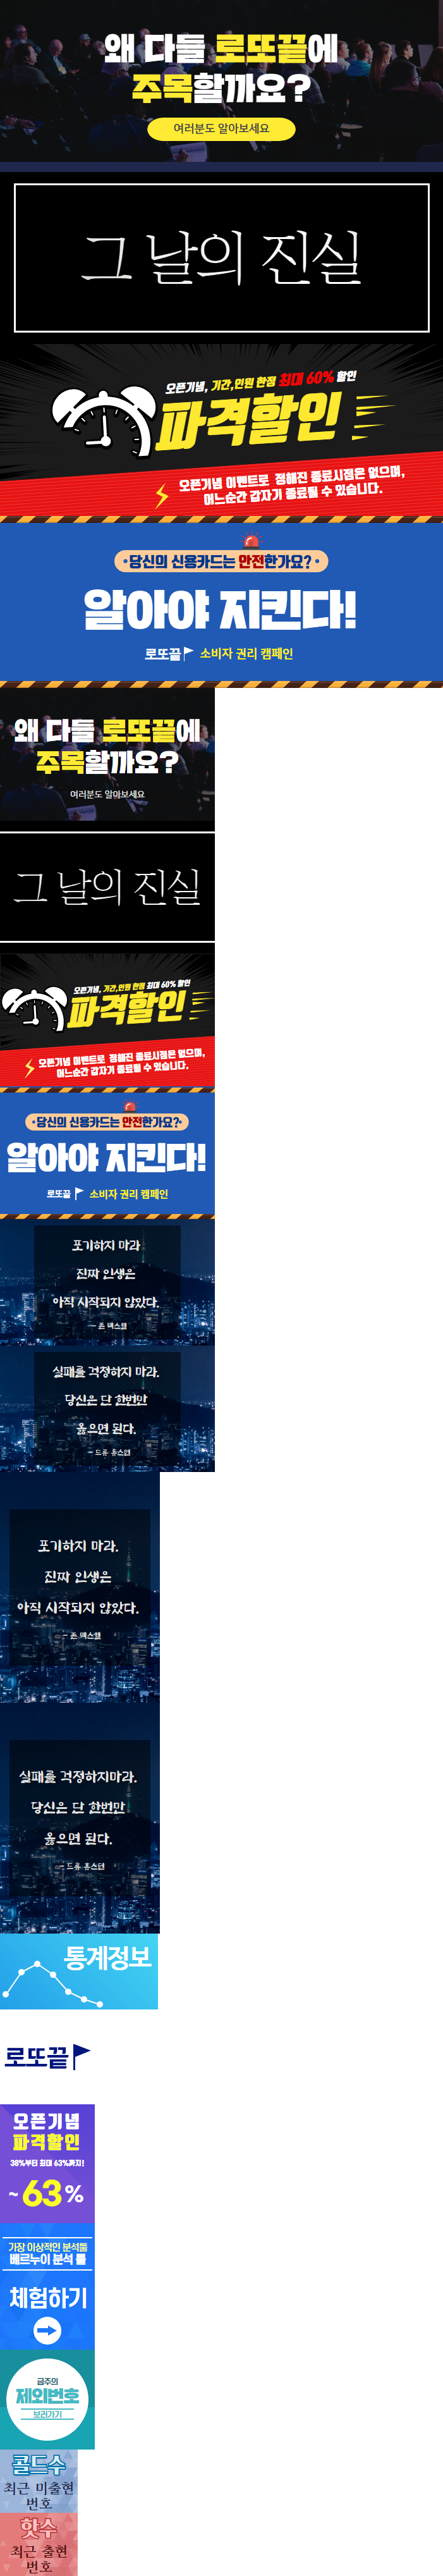 왜 다들 로또끝에
주목할까요?
여러분도 알아보세요
그 날의 진실
오픈기념, 기간,인원 한정 최대 60% 할인
파격할인
오픈기념 이벤트로 정해진 종료시점은 없으며,
어느순간 갑자기 종료될 수 있습니다.
당신의 신용카드는 안전한가요?
알아야 지킨다!
로또끝 소비자 권리 캠페인
왜 다들 로또끝에
주목할까요?
여러분도 알아보세요
그 날의 진실
오픈기념, 기간,인원 한정 최대 60% 할인
파격할인
오픈기념 이벤트로 정해진 종료시점은 없으며,
어느순간 갑자기 종료될 수 있습니다.
당신의 신용카드는 안전한가요?
알아야 지킨다!
로또끝 소비자 권리 캠페인
포기하지 마라
진짜 인생은
아직 시작되지 않았다.
- 존 맥스웰
실패를 걱정하지 마라.
당신은 단 한번만
옳으면 된다.
- 드류 휴스턴
포기하지 마라.
진짜 인생은
아직 시작되지 않았다.
- 존 맥스웰
실패를 걱정하지마라.
당신은 단 한번만
옳으면 된다.
- 드류 휴스턴
통계정보
로또끝
오픈기념
파격할인
38%부터 최대 63%까지!
~63%
가장 이상적인 분석툴
베르누이 분석 툴
체험하기
금주의
제외번호
보러가기
골드수
최근 미출현
번호
핫수
최근 출현
번호